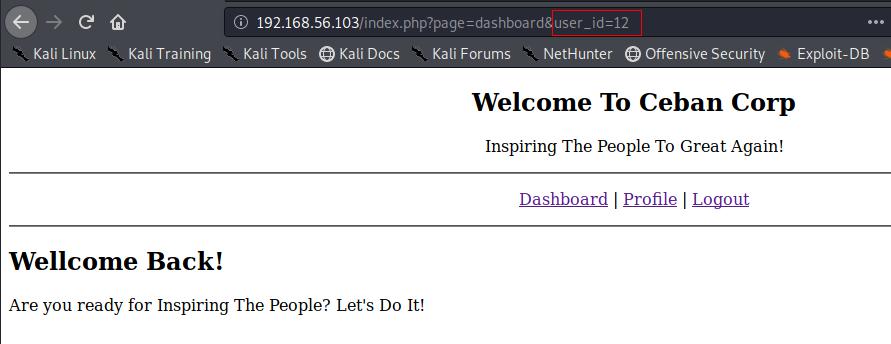 192.168.56.103/index.php?page=dashboard&user_id=12
Kali Linux Kali Training Kali Tools Kali Docs Kali Forums NetHunter Offensive Security Exploit-DB
Welcome To Ceban Corp
Inspiring The People To Great Again!
Dashboard | Profile | Logout
Wellcome Back!
Are you ready for Inspiring The People? Let's Do It!